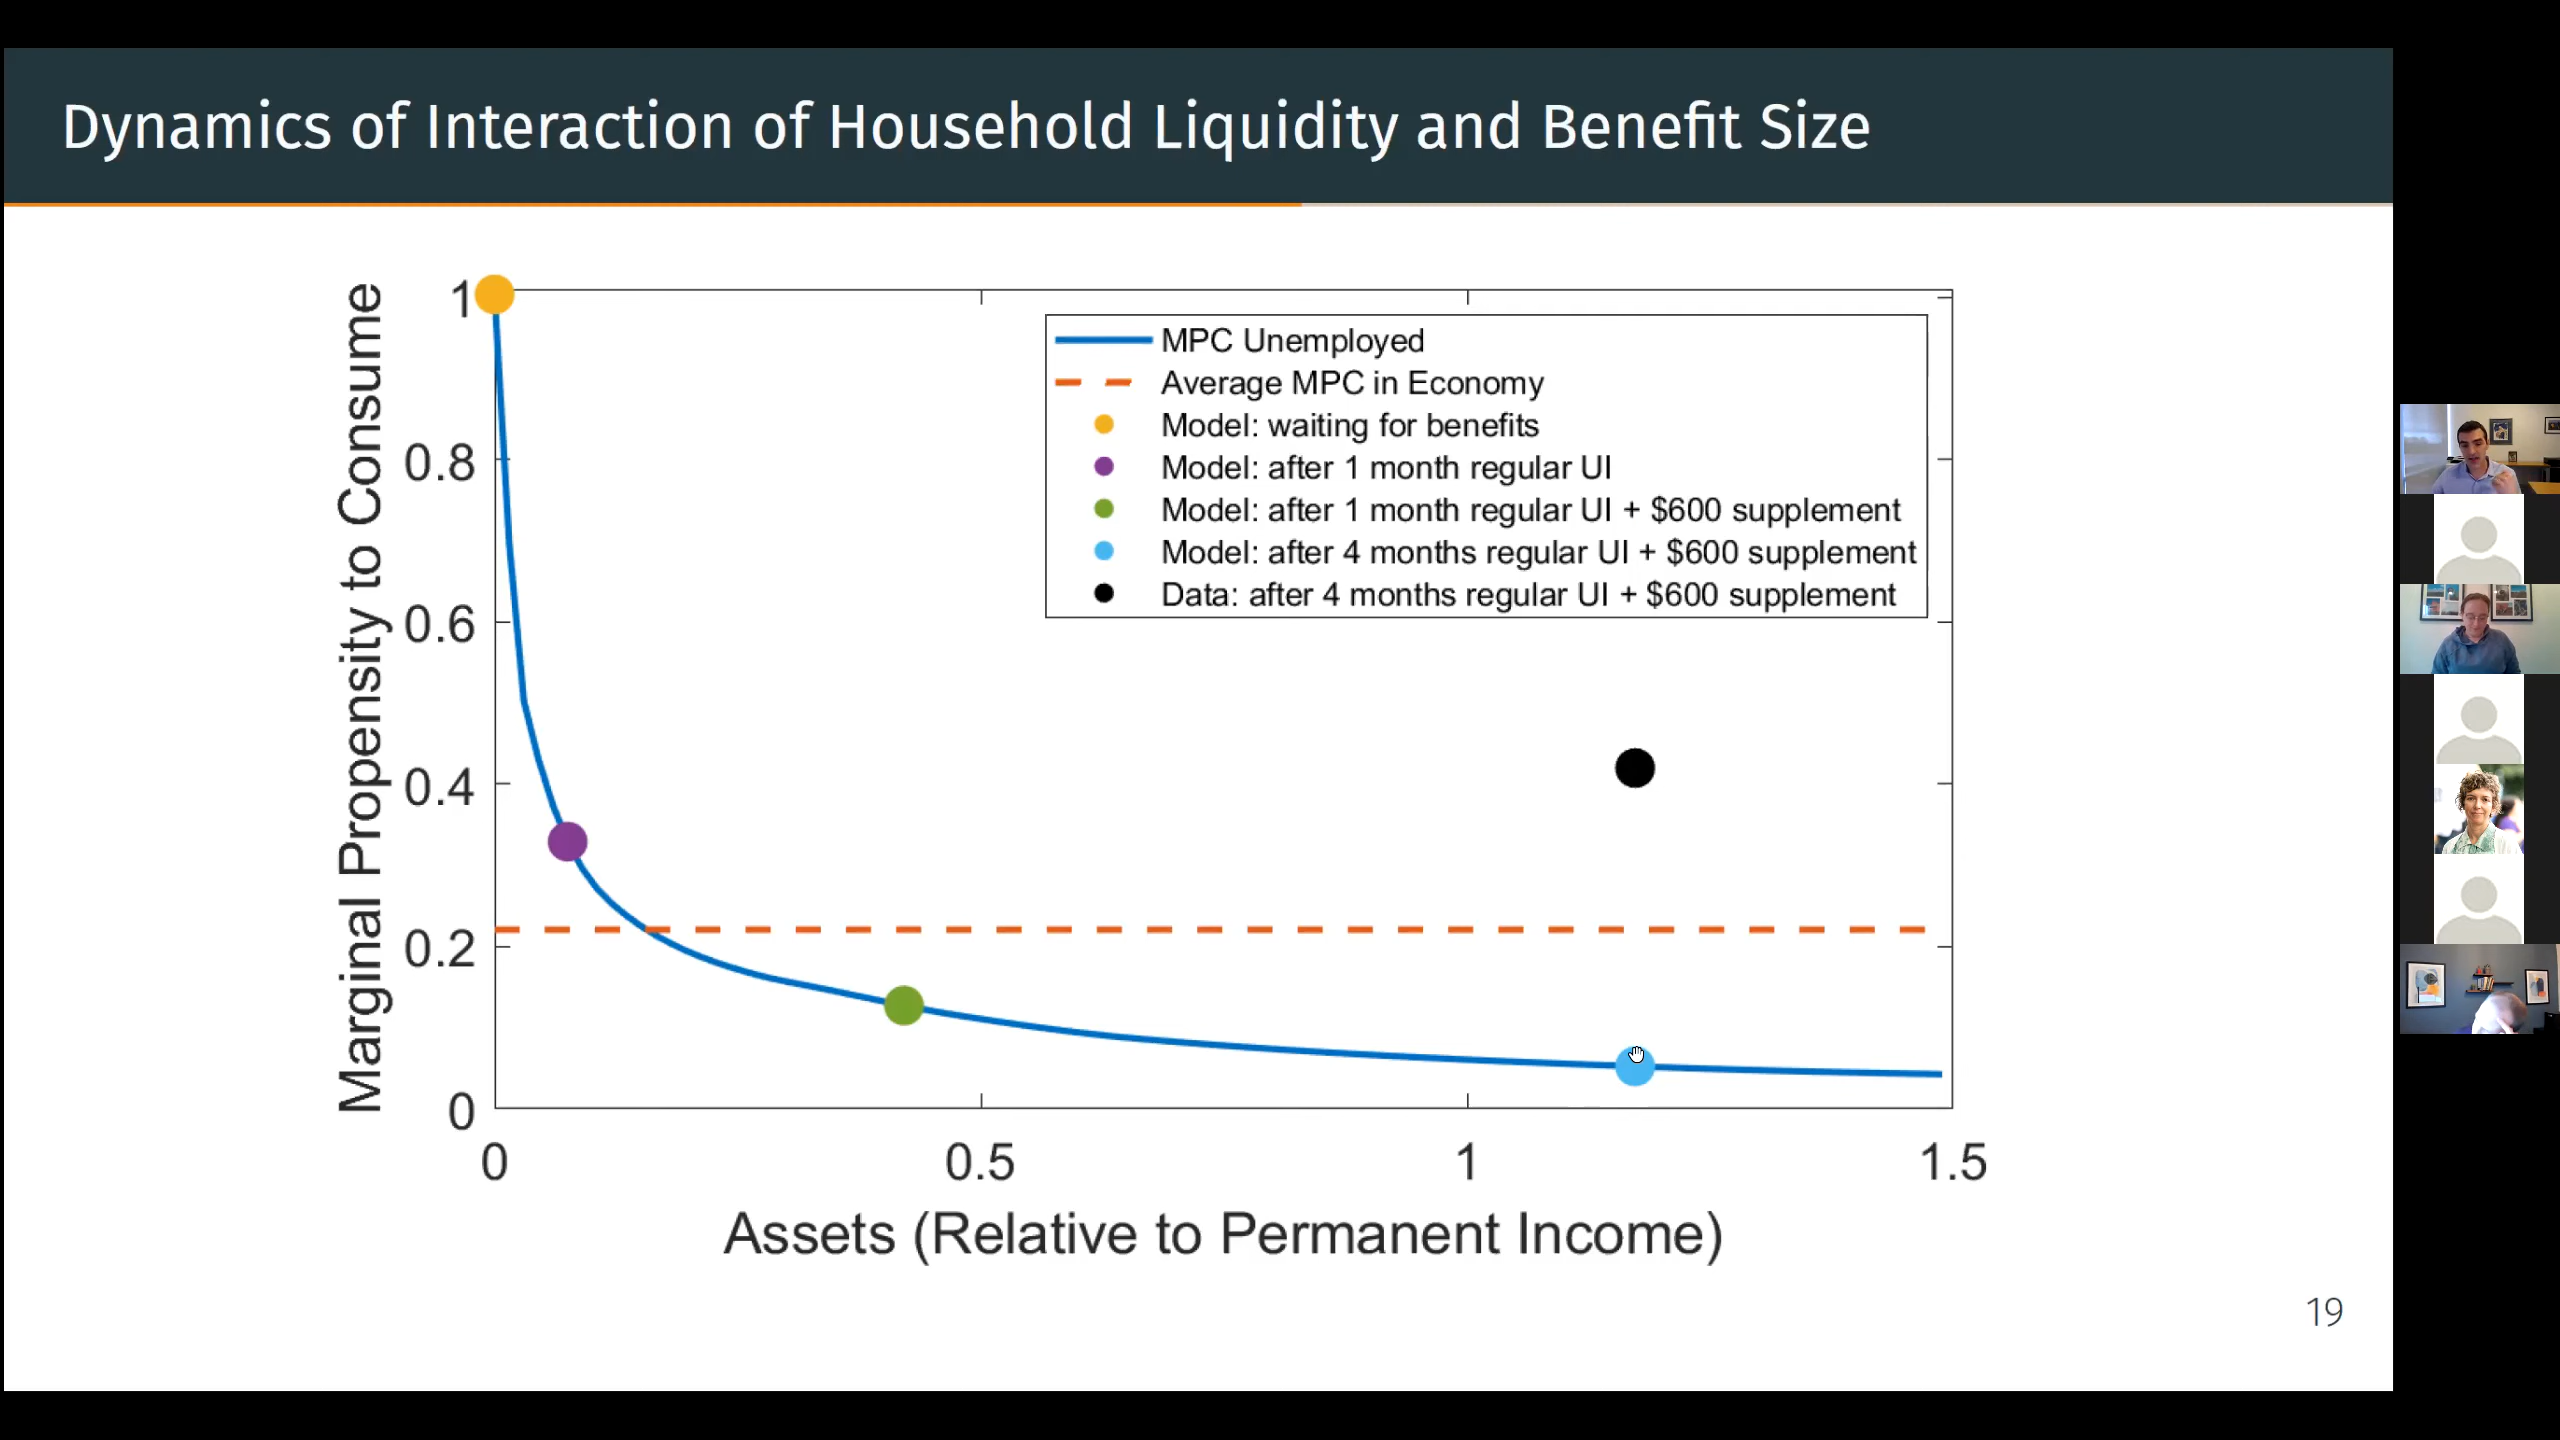 Dynamics of Interaction of Household Liquidity and Benefit Size
Marginal Propensity to Consume
1
0.8
0.6
0.4
0.2
0
MPC Unemployed
Average MPC in Economy
Model: waiting for benefits
Model: after 1 month regular UI
Model: after 1 month regular UI + $600 supplement
Model: after 4 months regular UI + $600 supplement
Data: after 4 months regular UI + $600 supplement
0 0.5 1 1.5
Assets (Relative to Permanent Income)
19